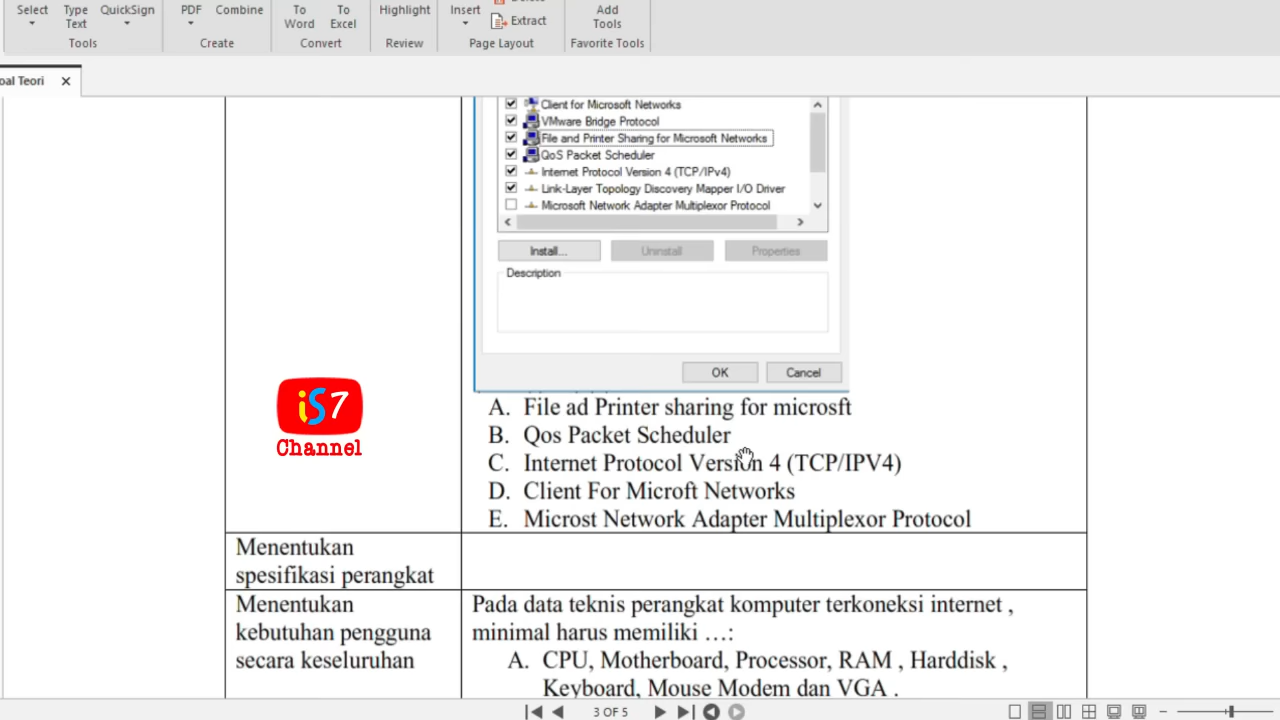 Select
Type Text
QuickSign
PDF
Combine
To Word
To Excel
Highlight
Insert
Delete
Extract
Add Tools
Tools
Create
Convert
Review
Page Layout
Favorite Tools
oal Teori
Client for Microsoft Networks
VMware Bridge Protocol
File and Printer Sharing for Microsoft Networks
QoS Packet Scheduler
Internet Protocol Version 4 (TCP/IPv4)
Link-Layer Topology Discovery Mapper I/O Driver
Microsoft Network Adapter Multiplexor Protocol
Install...
Uninstall
Properties
Description
OK
Cancel
iS7
Channel
A. File ad Printer sharing for microsft
B. Qos Packet Scheduler
C. Internet Protocol Version 4 (TCP/IPV4)
D. Client For Microft Networks
E. Microst Network Adapter Multiplexor Protocol
Menentukan
spesifikasi perangkat
Menentukan
kebutuhan pengguna
secara keseluruhan
Pada data teknis perangkat komputer terkoneksi internet ,
minimal harus memiliki …:
A. CPU, Motherboard, Processor, RAM , Harddisk ,
Keyboard, Mouse Modem dan VGA .
3 OF 5